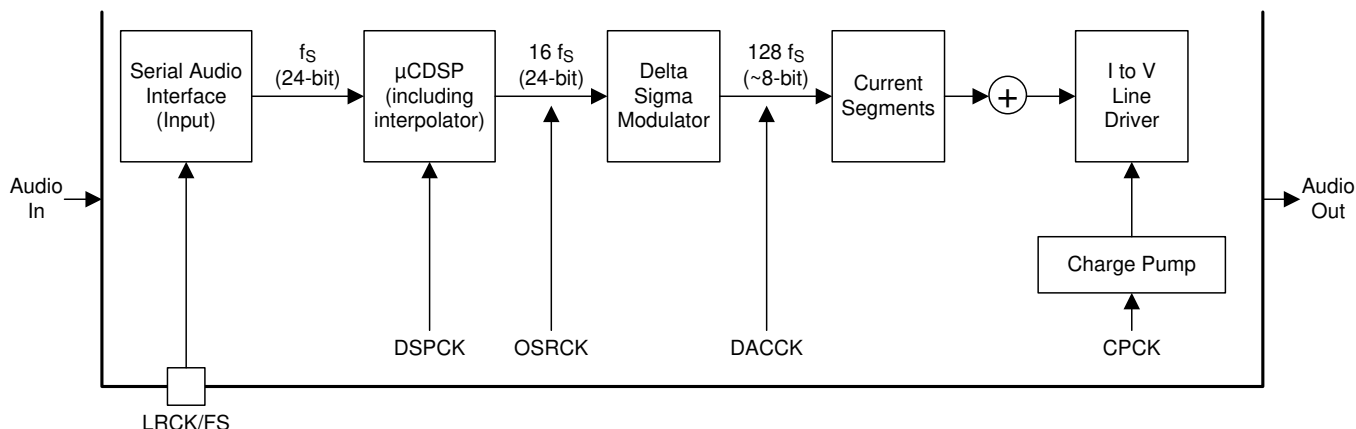 Serial Audio
Interface
(Input)
fS
(24-bit)
µCDSP
(including
interpolator)
16 fS
(24-bit)
Delta
Sigma
Modulator
128 fS
(~8-bit)
Current
Segments
+
I to V
Line
Driver
Audio
In
Audio
Out
Charge Pump
DSPCK
OSRCK
DACCK
CPCK
LRCK/FS